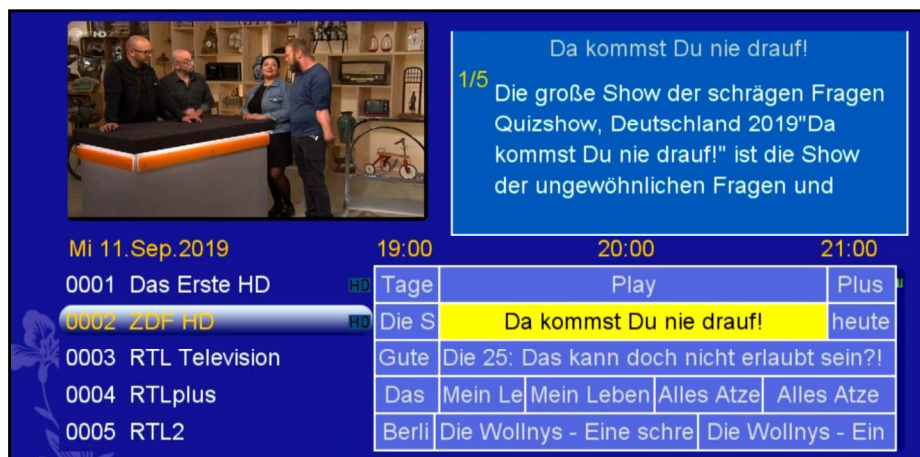 Da kommst Du nie drauf!
1/5
Die große Show der schrägen Fragen
Quizshow, Deutschland 2019"Da
kommst Du nie drauf!" ist die Show
der ungewöhnlichen Fragen und
Mi 11.Sep.2019 19:00 20:00 21:00
0001 Das Erste HD HD Tage Play Plus
0002 ZDF HD HD Die S Da kommst Du nie drauf! heute
0003 RTL Television Gute Die 25: Das kann doch nicht erlaubt sein?!
0004 RTLplus Das Mein Le Mein Leben Alles Atze Alles Atze
0005 RTL2 Berli Die Wollnys - Eine schre Die Wollnys - Ein